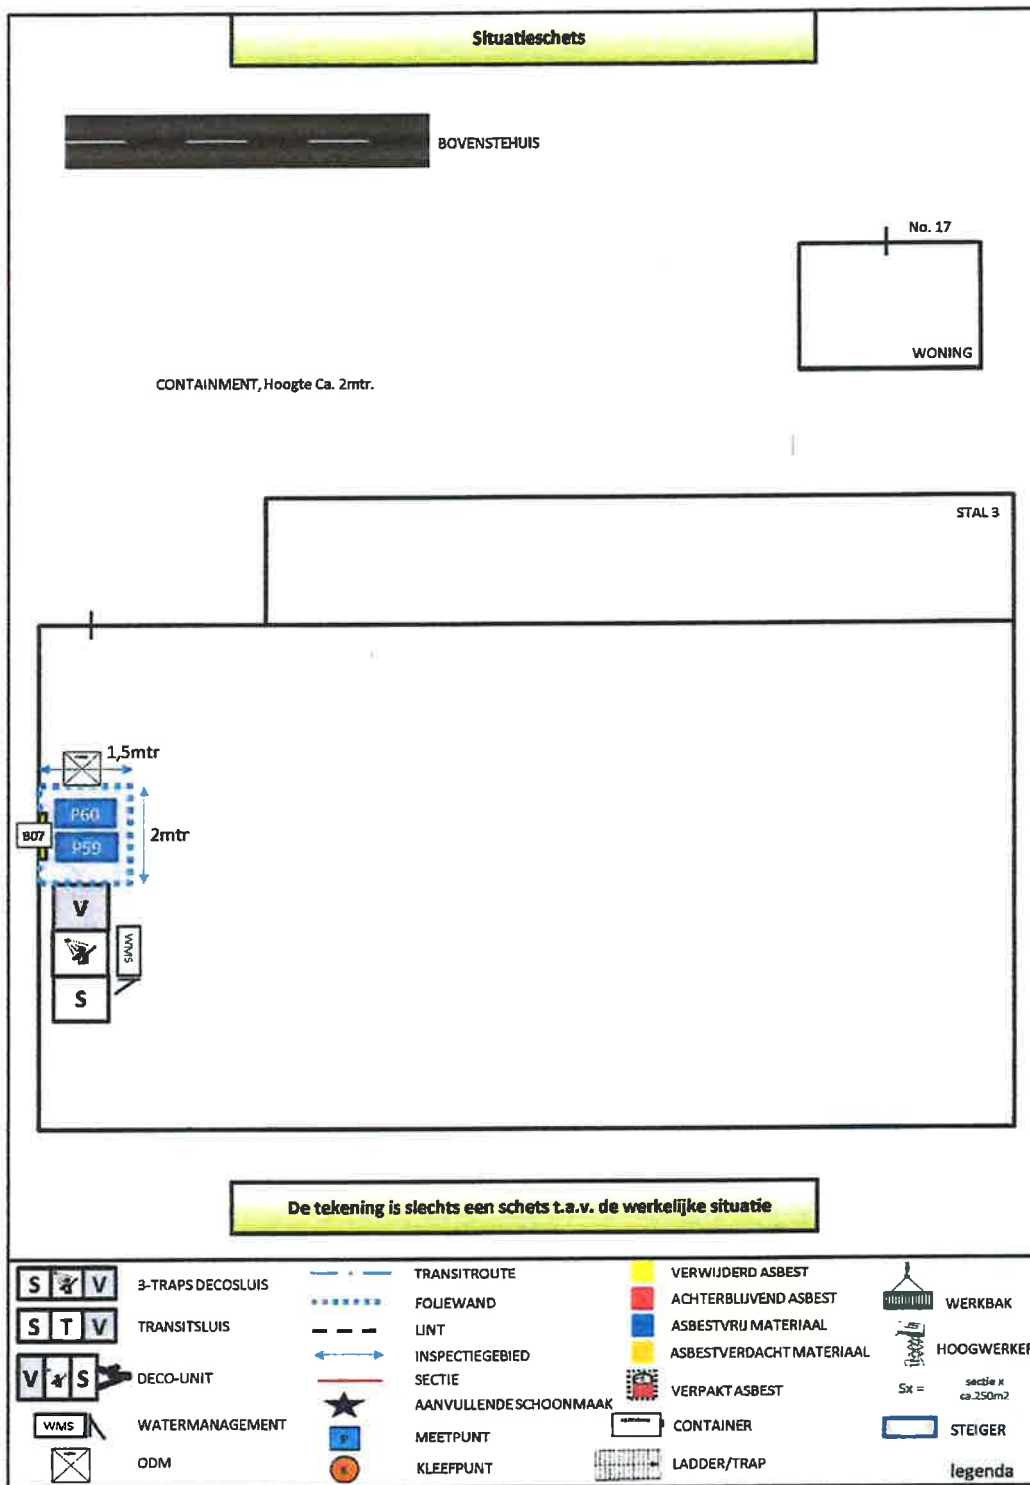 Situatieschets
BOVENSTEHUIS
No. 17
WONING
CONTAINMENT, Hoogte Ca. 2mtr.
STAL 3
1,5mtr
P60
B07
P59
2mtr
V
WMS
S
De tekening is slechts een schets t.a.v. de werkelijke situatie
S V
3-TRAPS DECOSLUIS
S T V
TRANSITSLUIS
V S
DECO-UNIT
WMS
WATERMANAGEMENT
ODM
TRANSITROUTE
FOLIEWAND
LINT
INSPECTIEGEBIED
SECTIE
AANVULLENDE SCHOONMAAK
P
MEETPUNT
K
KLEEFPUNT
VERWIJDERD ASBEST
ACHTERBLIJVEND ASBEST
ASBESTVRIJ MATERIAAL
ASBESTVERDACHT MATERIAAL
VERPAKT ASBEST
CONTAINER
LADDER/TRAP
WERKBAK
HOOGWERKER
Sx =
sectie x
ca.250m2
STEIGER
legenda